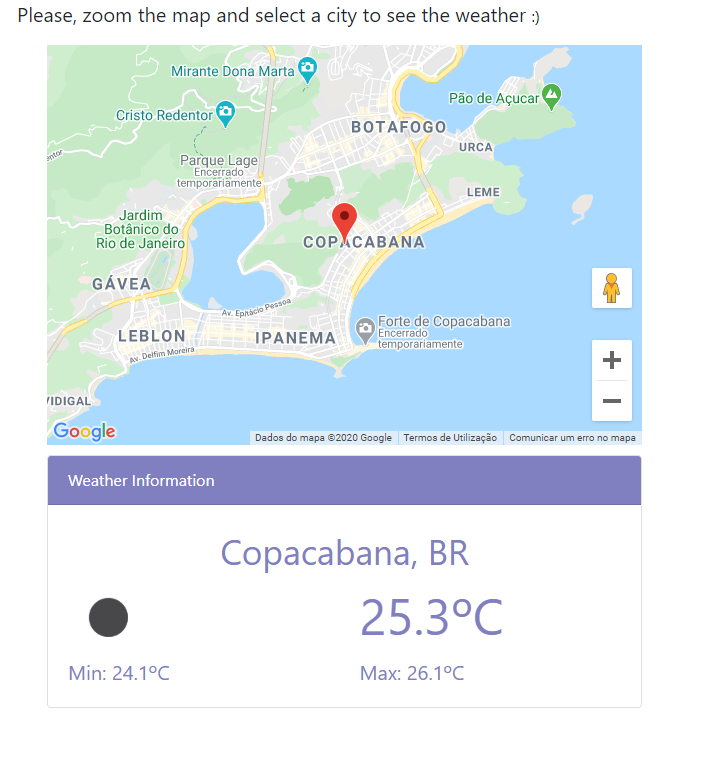 Please, zoom the map and select a city to see the weather :)
Mirante Dona Marta
Pão de Açucar
Cristo Redentor
BOTAFOGO
URCA
Parque Lage
Encerrado
temporariamente
LEME
Jardim
Botânico do
Rio de Janeiro
COPACABANA
GÁVEA
Av. Epitácio Pessoa
Forte de Copacabana
Encerrado
temporariamente
LEBLON
IPANEMA
Av. Delfim Moreira
VIDIGAL
Google
Dados do mapa ©2020 Google
Termos de Utilização
Comunicar um erro no mapa
Weather Information
Copacabana, BR
25.3ºC
Min: 24.1ºC
Max: 26.1ºC